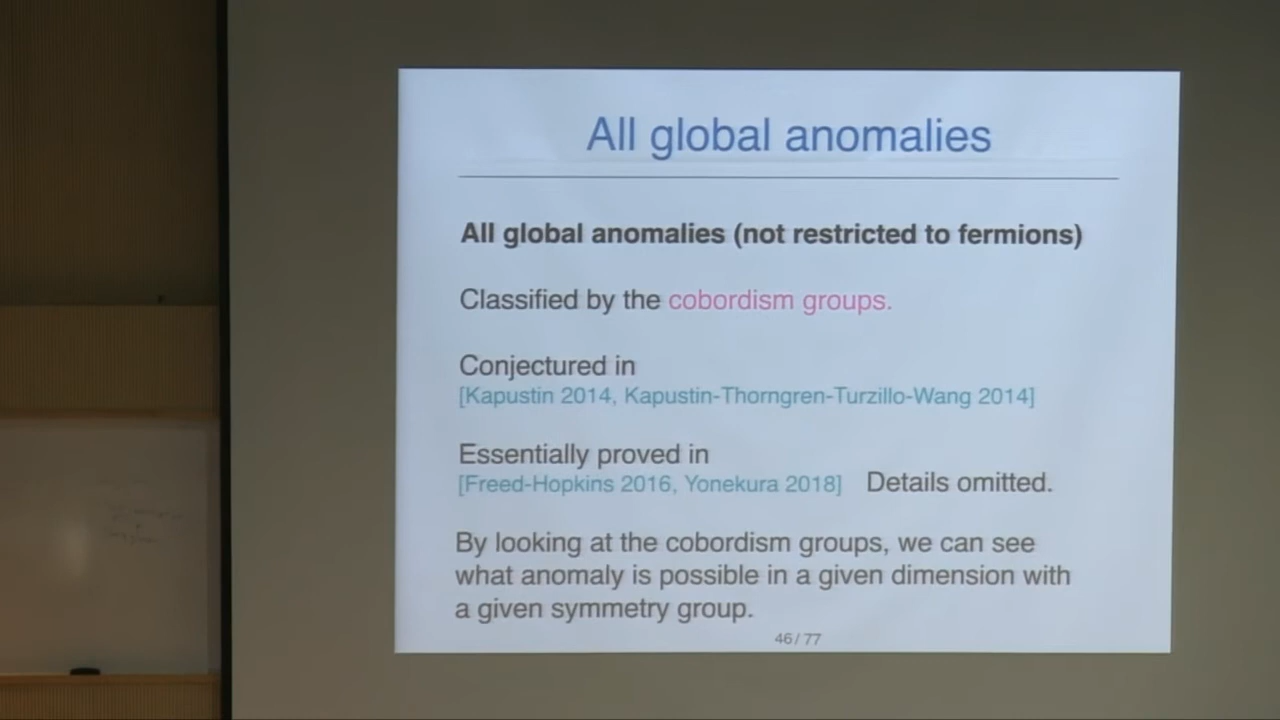 All global anomalies
All global anomalies (not restricted to fermions)
Classified by the cobordism groups.
Conjectured in
[Kapustin 2014, Kapustin-Thorngren-Turzillo-Wang 2014]
Essentially proved in
[Freed-Hopkins 2016, Yonekura 2018] Details omitted.
By looking at the cobordism groups, we can see
what anomaly is possible in a given dimension with
a given symmetry group.
46 / 77